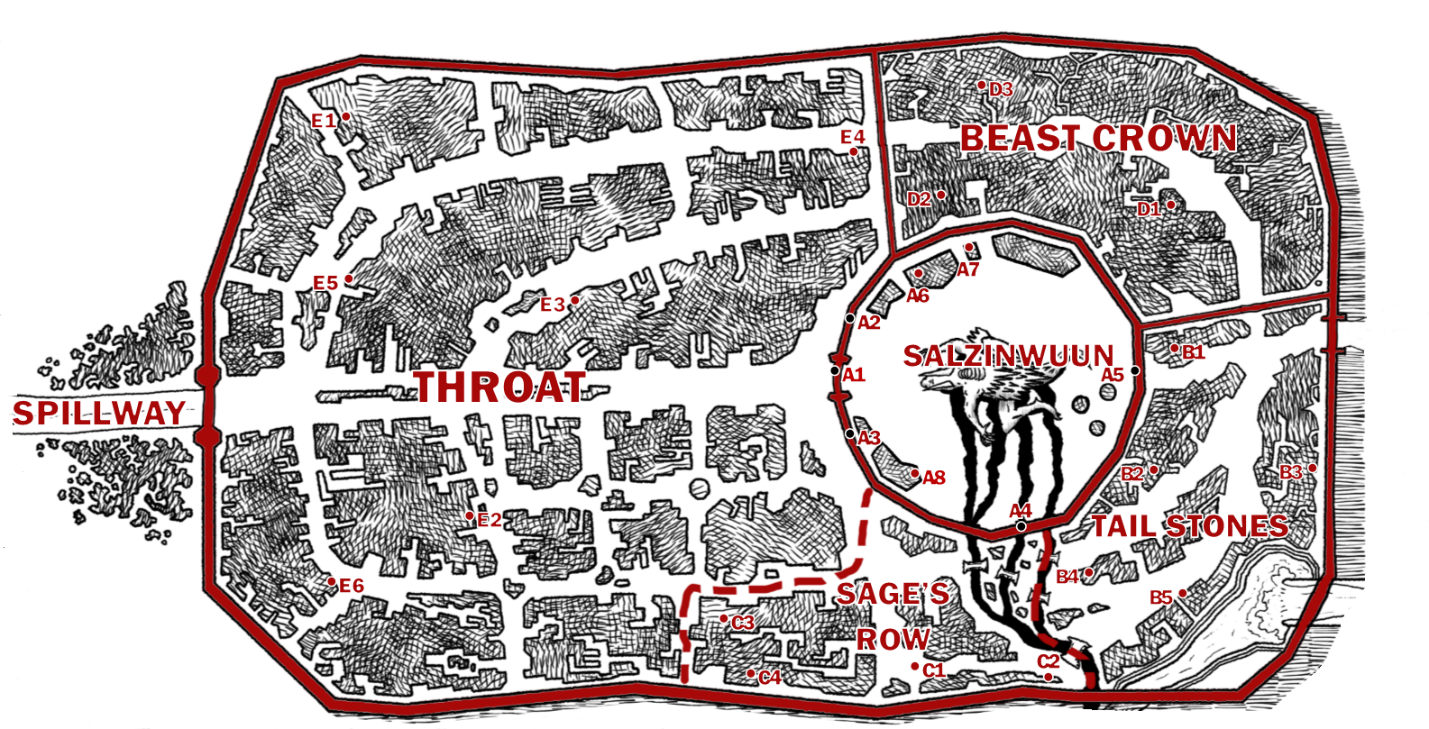 D3
E1
BEAST CROWN
E4
D2
D1
A7
E5
A6
E3
A2
SALZINWUUN
B1
A1
A5
THROAT
SPILLWAY
A3
A8
B2
B3
E2
A4
TAIL STONES
B4
E6
SAGE'S
ROW
B5
C3
C2
C1
C4